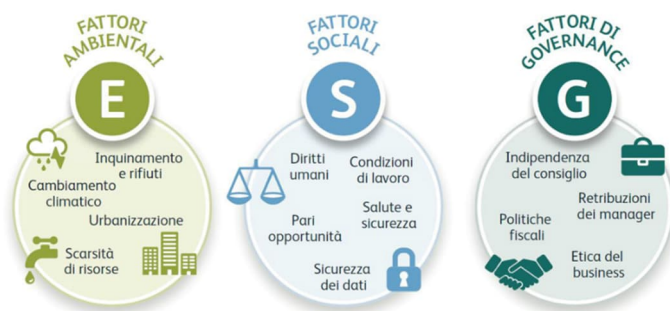 FATTORI
AMBIENTALI
E
Inquinamento
e rifiuti
Cambiamento
climatico
Urbanizzazione
Scarsità
di risorse
FATTORI
SOCIALI
S
Diritti
umani
Condizioni
di lavoro
Pari
opportunità
Salute e
sicurezza
Sicurezza
dei dati
FATTORI DI
GOVERNANCE
G
Indipendenza
del consiglio
Retribuzioni
dei manager
Politiche
fiscali
Etica del
business